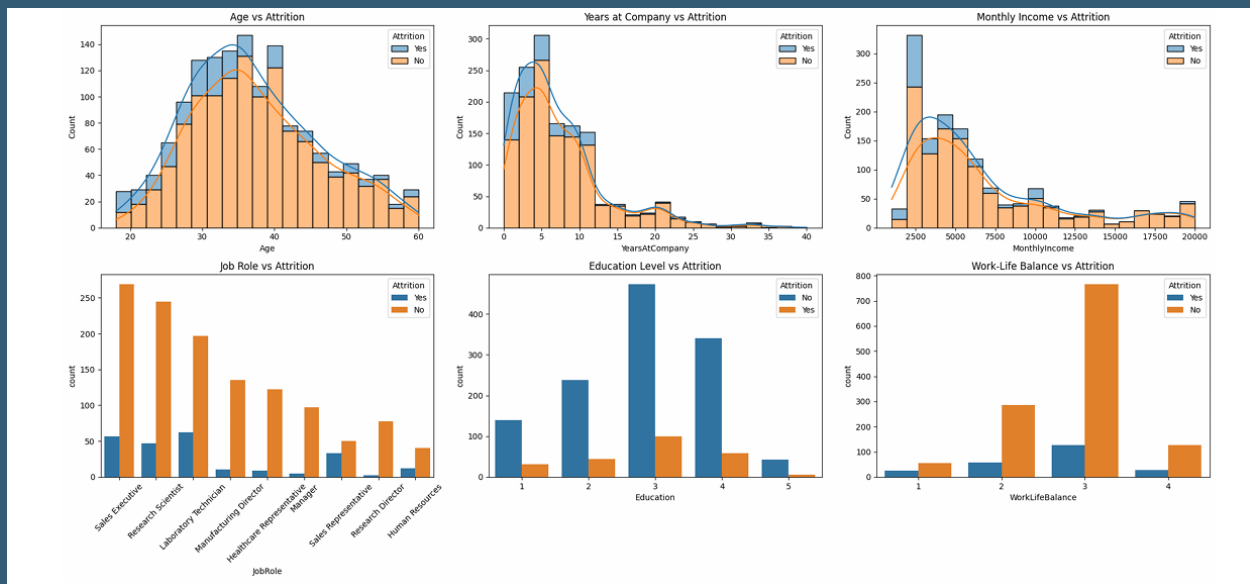 Age vs Attrition
Count
140
120
100
80
60
40
20
0
Attrition
Yes
No
20 30 40 50 60
Age
Years at Company vs Attrition
Count
300
250
200
150
100
50
0
Attrition
Yes
No
0 5 10 15 20 25 30 35 40
YearsAtCompany
Monthly Income vs Attrition
Count
300
250
200
150
100
50
0
Attrition
Yes
No
2500 5000 7500 10000 12500 15000 17500 20000
MonthlyIncome
Job Role vs Attrition
count
250
200
150
100
50
0
Attrition
Yes
No
Sales Executive
Research Scientist
Laboratory Technician
Manufacturing Director
Healthcare Representative
Manager
Sales Representative
Research Director
Human Resources
JobRole
Education Level vs Attrition
count
400
300
200
100
0
Attrition
No
Yes
1 2 3 4 5
Education
Work-Life Balance vs Attrition
count
800
700
600
500
400
300
200
100
0
Attrition
Yes
No
1 2 3 4
WorkLifeBalance